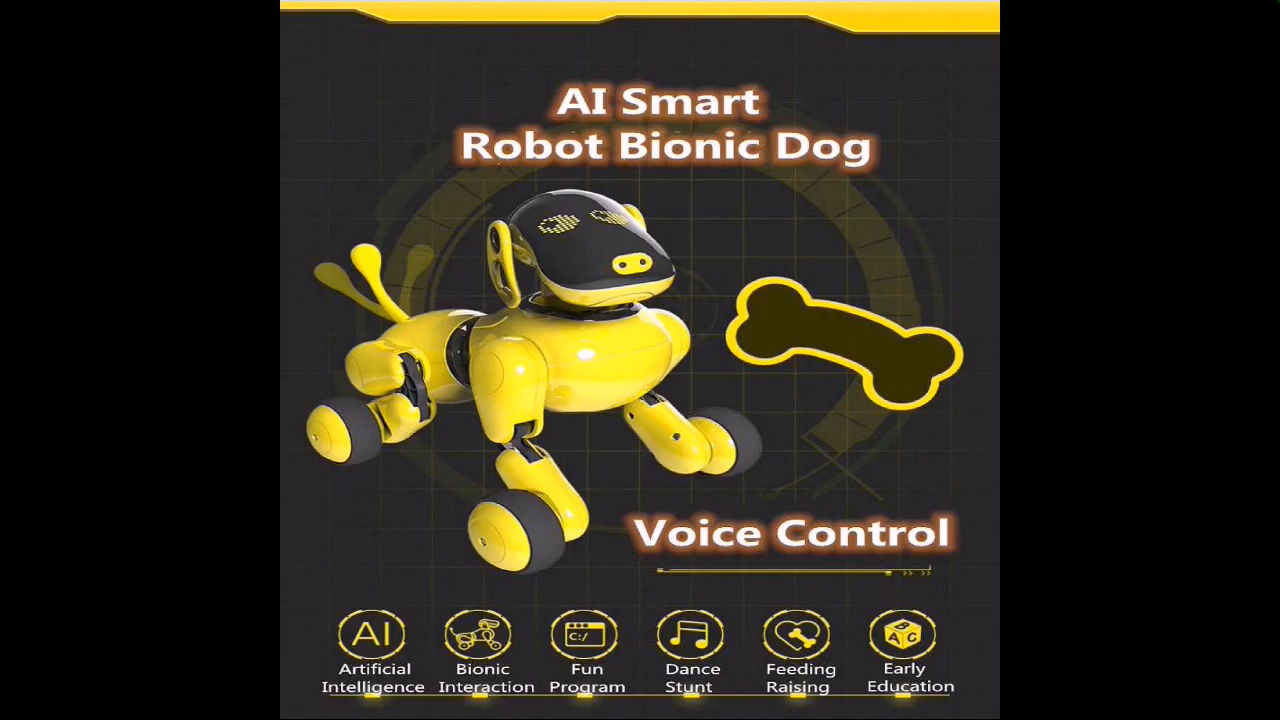 AI Smart
Robot Bionic Dog
Voice Control
AI
C:/
B
A C
Artificial
Intelligence
Bionic
Interaction
Fun
Program
Dance
Stunt
Feeding
Raising
Early
Education